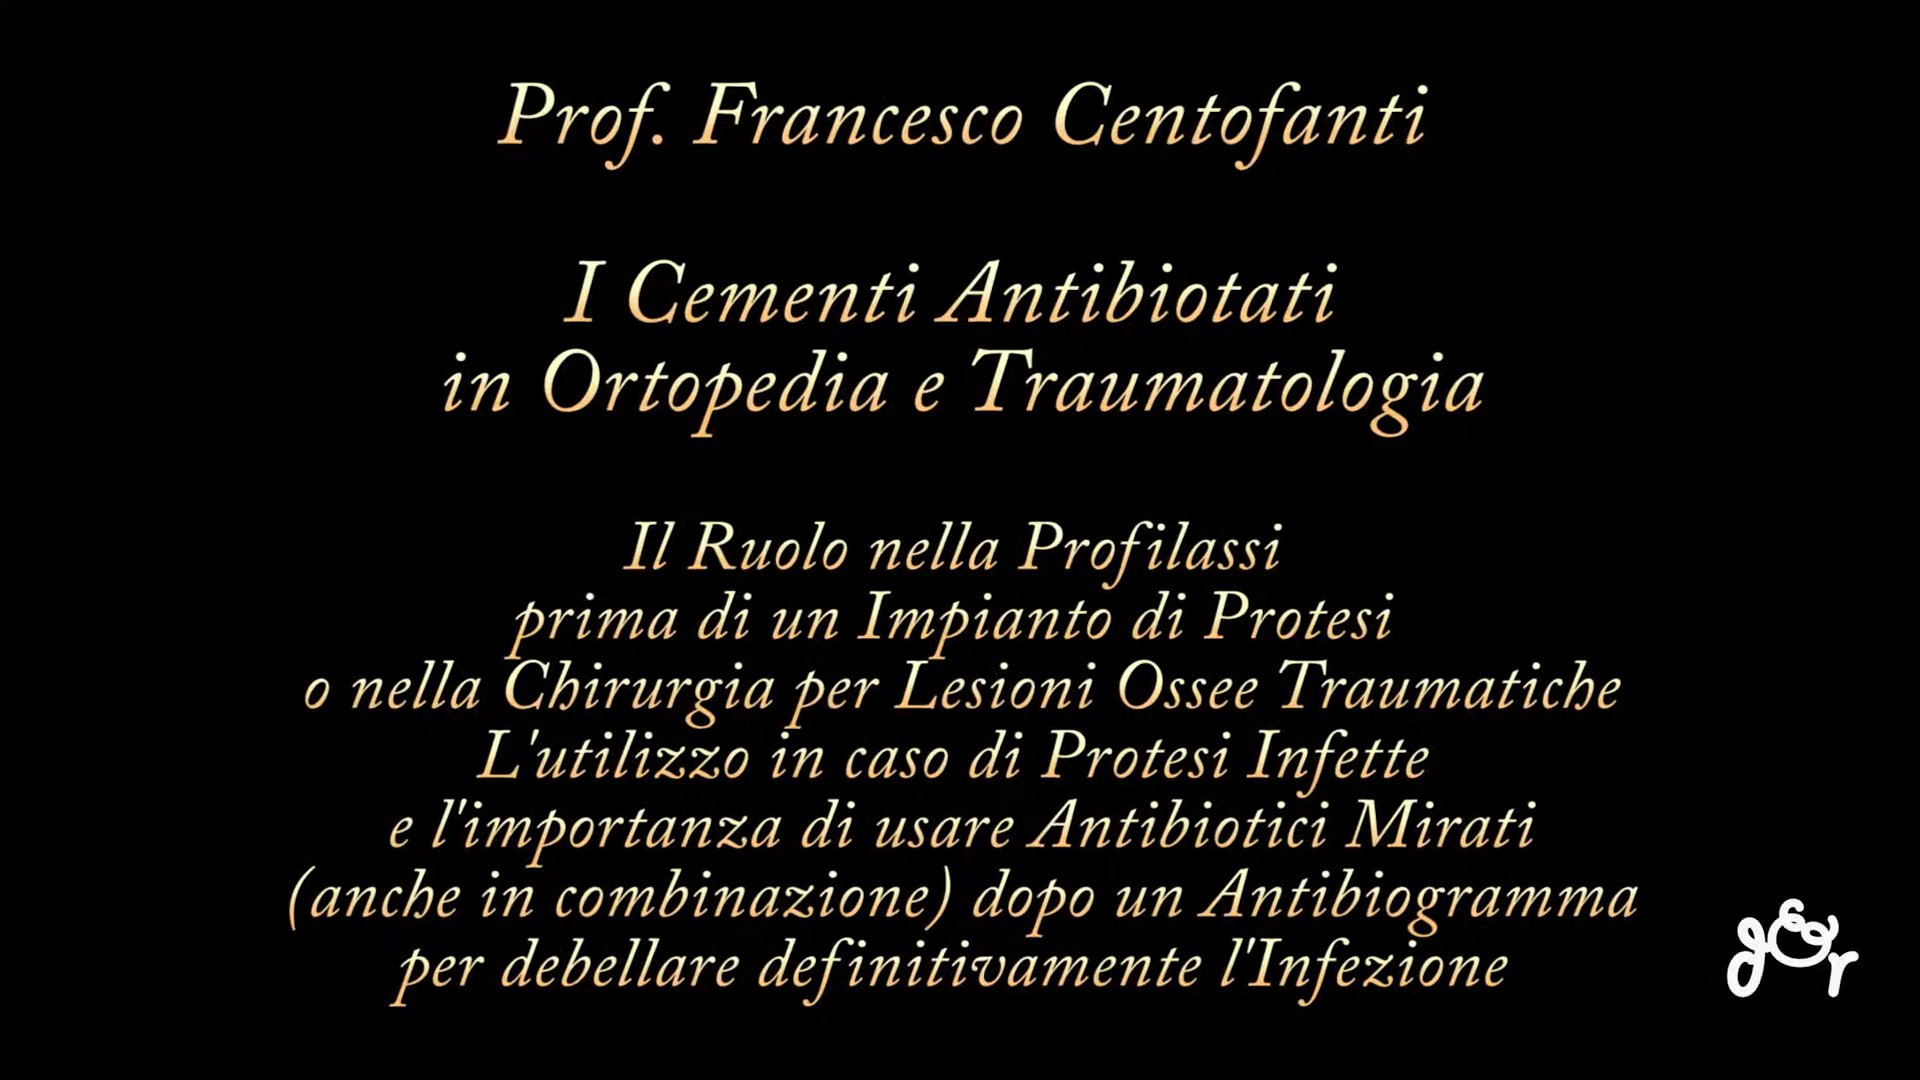 Prof. Francesco Centofanti
I Cementi Antibiotati
in Ortopedia e Traumatologia
Il Ruolo nella Profilassi
prima di un Impianto di Protesi
o nella Chirurgia per Lesioni Ossee Traumatiche
L'utilizzo in caso di Protesi Infette
e l'importanza di usare Antibiotici Mirati
(anche in combinazione) dopo un Antibiogramma
per debellare definitivamente l'Infezione
g&r